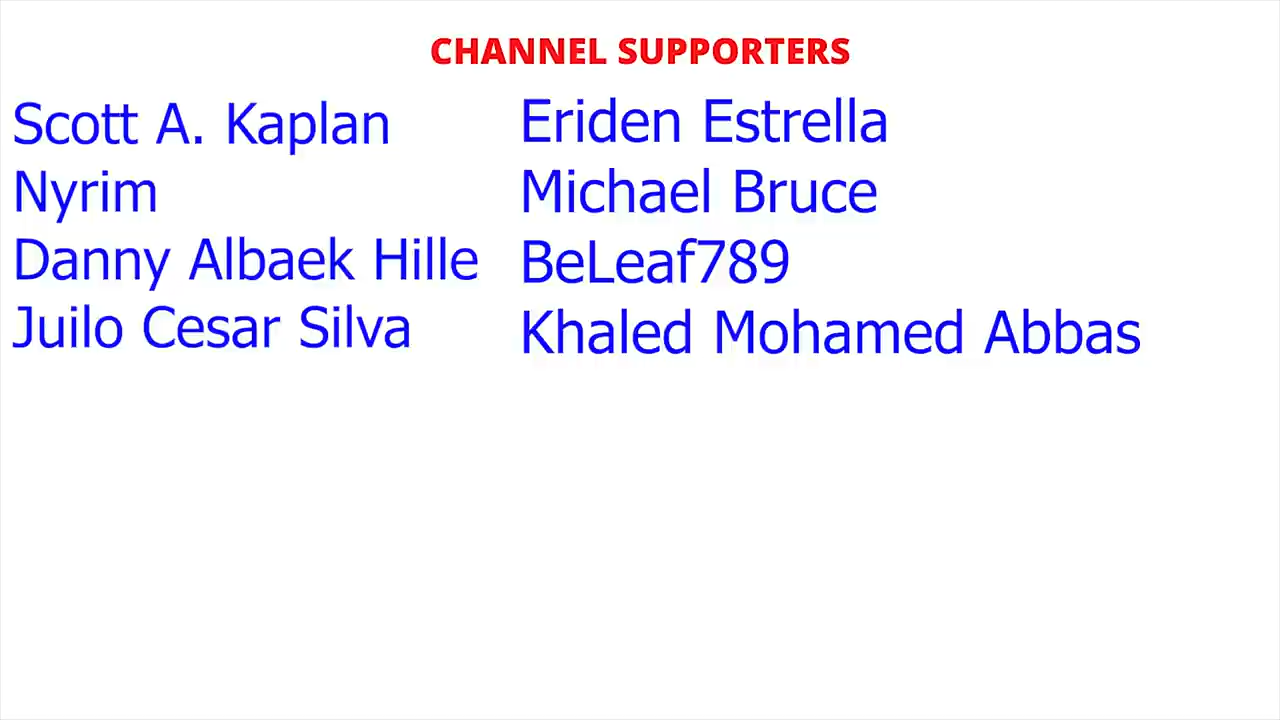 CHANNEL SUPPORTERS
Scott A. Kaplan
Nyrim
Danny Albaek Hille
Juilo Cesar Silva
Eriden Estrella
Michael Bruce
BeLeaf789
Khaled Mohamed Abbas